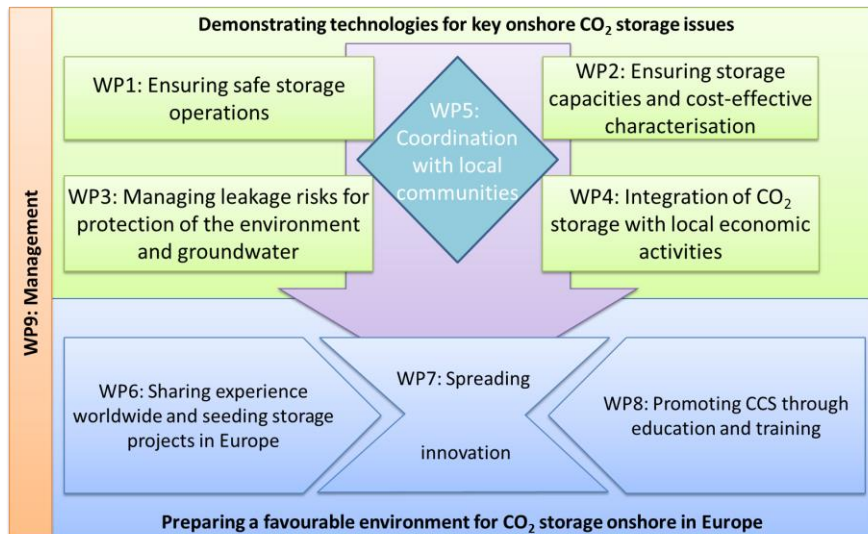 Demonstrating technologies for key onshore CO₂ storage issues
WP1: Ensuring safe storage
operations
WP2: Ensuring storage
capacities and cost-effective
characterisation
WP5:
Coordination
with local
communities
WP3: Managing leakage risks for
protection of the environment
and groundwater
WP4: Integration of CO₂
storage with local economic
activities
WP9: Management
WP6: Sharing experience
worldwide and seeding storage
projects in Europe
WP7: Spreading
innovation
WP8: Promoting CCS through
education and training
Preparing a favourable environment for CO₂ storage onshore in Europe